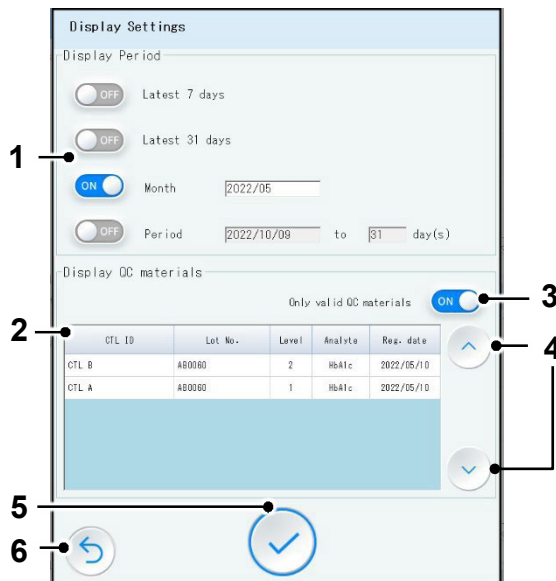 Display Settings
Display Period
OFF Latest 7 days
OFF Latest 31 days
1
ON Month 2022/05
OFF Period 2022/10/09 to 31 day(s)
Display QC materials
Only valid QC materials ON 3
2
CTL ID Lot No. Level Analyte Reg. date
4
CTL B AB0060 2 HbA1c 2022/05/10
CTL A AB0060 1 HbA1c 2022/05/10
5
6